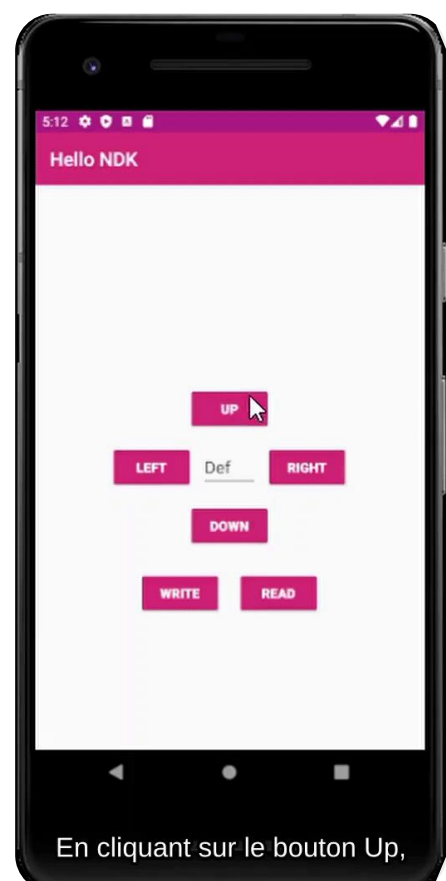 5:12
Hello NDK
UP
LEFT Def RIGHT
DOWN
WRITE READ
En cliquant sur le bouton Up,